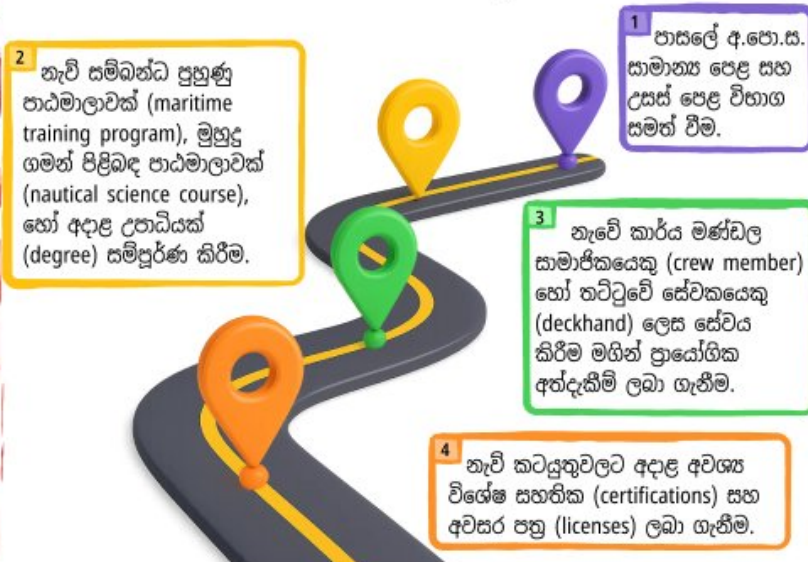 1
පාසලේ අ.පො.ස.
සාමාන්‍ය පෙළ සහ
උසස් පෙළ විභාග
සමත් වීම.
2
නැව් සම්බන්ධ පුහුණු
පාඨමාලාවක් (maritime
training program), මුහුදු
ගමන් පිළිබඳ පාඨමාලාවක්
(nautical science course),
හෝ අදාළ උපාධියක්
(degree) සම්පූර්ණ කිරීම.
3
නැවේ කාර්ය මණ්ඩල
සාමාජිකයෙකු (crew member)
හෝ තට්ටුවේ සේවකයෙකු
(deckhand) ලෙස සේවය
කිරීම මගින් ප්‍රායෝගික
අත්දැකීම් ලබා ගැනීම.
4
නැව් කටයුතුවලට අදාළ අවශ්‍ය
විශේෂ සහතික (certifications) සහ
අවසර පත්‍ර (licenses) ලබා ගැනීම.